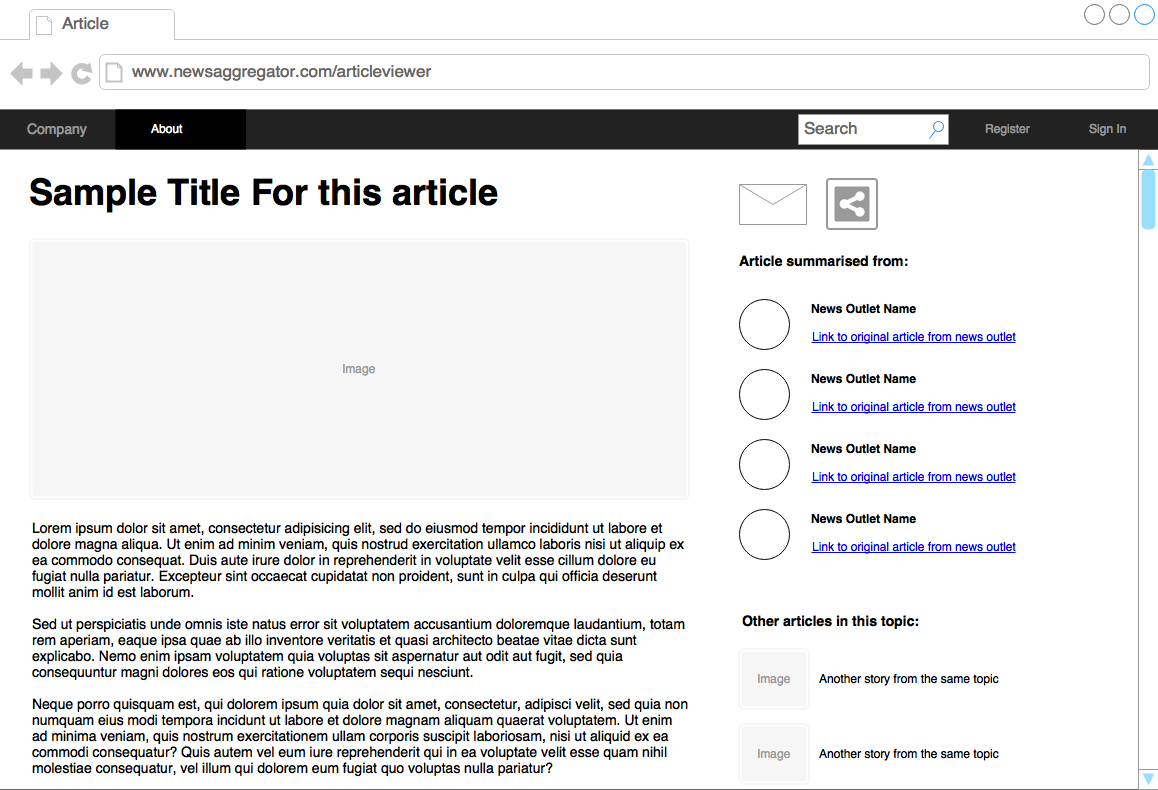 Article
www.newsaggregator.com/articleviewer
Company
About
Search
Register
Sign In
Sample Title For this article
Image
Lorem ipsum dolor sit amet, consectetur adipisicing elit, sed do eiusmod tempor incididunt ut labore et
dolore magna aliqua. Ut enim ad minim veniam, quis nostrud exercitation ullamco laboris nisi ut aliquip ex
ea commodo consequat. Duis aute irure dolor in reprehenderit in voluptate velit esse cillum dolore eu
fugiat nulla pariatur. Excepteur sint occaecat cupidatat non proident, sunt in culpa qui officia deserunt
mollit anim id est laborum.
Sed ut perspiciatis unde omnis iste natus error sit voluptatem accusantium doloremque laudantium, totam
rem aperiam, eaque ipsa quae ab illo inventore veritatis et quasi architecto beatae vitae dicta sunt
explicabo. Nemo enim ipsam voluptatem quia voluptas sit aspernatur aut odit aut fugit, sed quia
consequuntur magni dolores eos qui ratione voluptatem sequi nesciunt.
Neque porro quisquam est, qui dolorem ipsum quia dolor sit amet, consectetur, adipisci velit, sed quia non
numquam eius modi tempora incidunt ut labore et dolore magnam aliquam quaerat voluptatem. Ut enim
ad minima veniam, quis nostrum exercitationem ullam corporis suscipit laboriosam, nisi ut aliquid ex ea
commodi consequatur? Quis autem vel eum iure reprehenderit qui in ea voluptate velit esse quam nihil
molestiae consequatur, vel illum qui dolorem eum fugiat quo voluptas nulla pariatur?
Article summarised from:
News Outlet Name
Link to original article from news outlet
News Outlet Name
Link to original article from news outlet
News Outlet Name
Link to original article from news outlet
News Outlet Name
Link to original article from news outlet
Other articles in this topic:
Image
Another story from the same topic
Image
Another story from the same topic